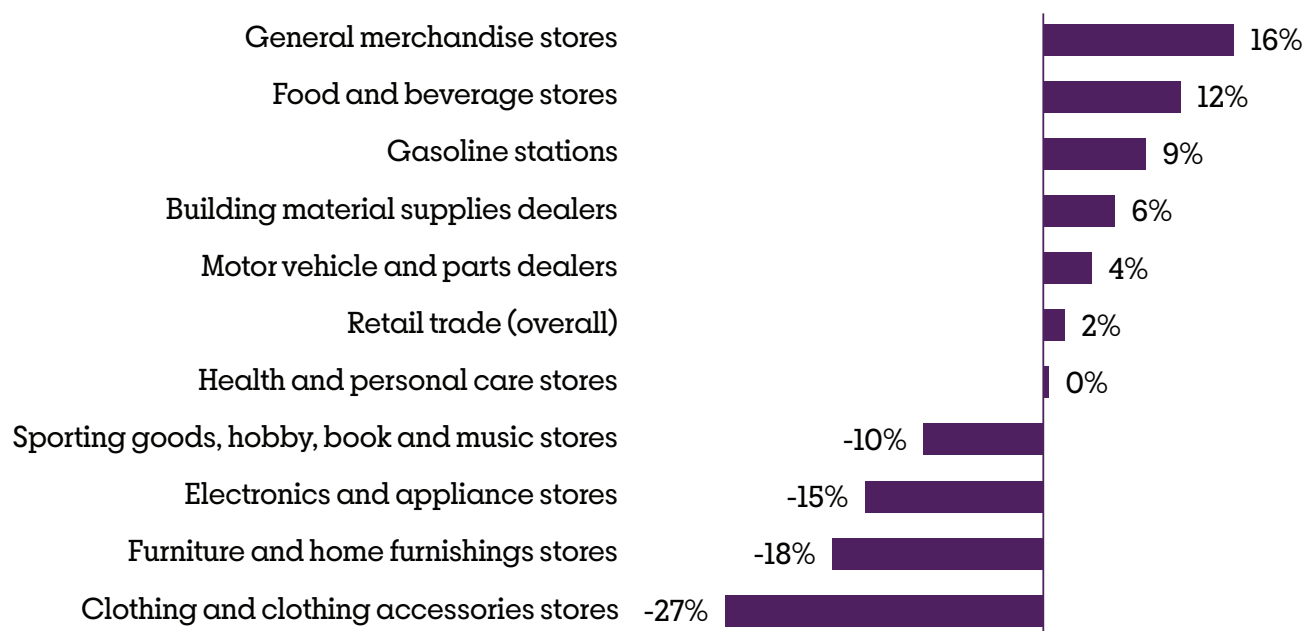 General merchandise stores 16%
Food and beverage stores 12%
Gasoline stations 9%
Building material supplies dealers 6%
Motor vehicle and parts dealers 4%
Retail trade (overall) 2%
Health and personal care stores 0%
Sporting goods, hobby, book and music stores -10%
Electronics and appliance stores -15%
Furniture and home furnishings stores -18%
Clothing and clothing accessories stores -27%